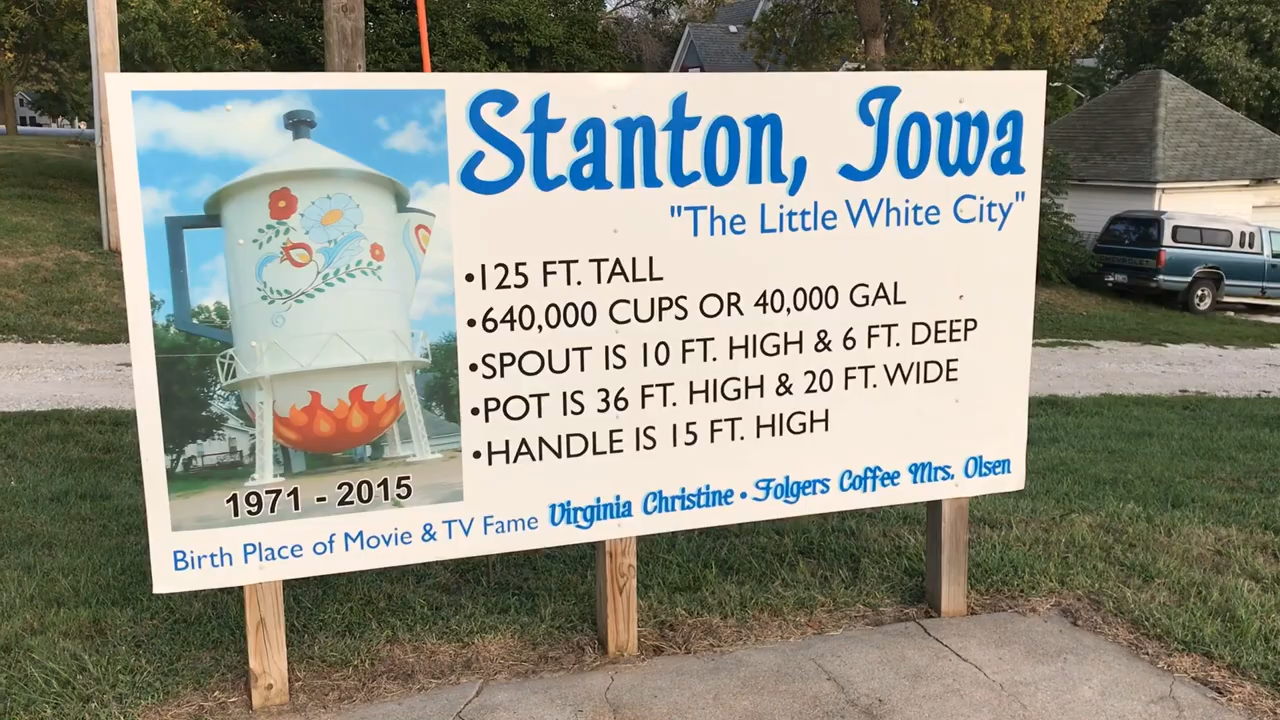 Stanton, Iowa
"The Little White City"
•125 FT. TALL
•640,000 CUPS OR 40,000 GAL
•SPOUT IS 10 FT. HIGH & 6 FT. DEEP
•POT IS 36 FT. HIGH & 20 FT. WIDE
•HANDLE IS 15 FT. HIGH
1971 - 2015
Birth Place of Movie & TV Fame Virginia Christine • Folgers Coffee Mrs. Olsen
CHEVROLET